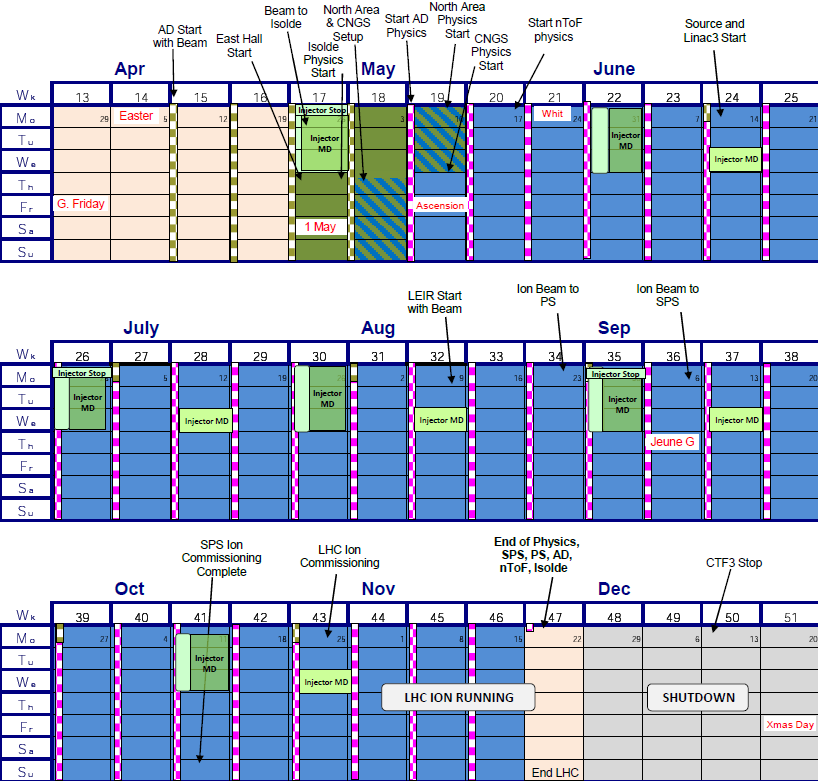 AD Start
with Beam
East Hall
Start
Beam to
Isolde
Isolde
Physics
Start
North Area
& CNGS
Setup
Start AD
Physics
North Area
Physics
Start
CNGS
Physics
Start
Start nToF
physics
Source and
Linac3 Start
Apr May June
Wk 13 14 15 16 17 18 19 20 21 22 23 24 25
Mo 29 Easter 5 12 19 Injector Stop 3 17 Whit 24 31 7 14 21
Tu Injector MD Injector MD
We Injector MD
Th
Fr G. Friday Ascension
Sa 1 May
Su
LEIR Start
with Beam
Ion Beam to
PS
Ion Beam to
SPS
July Aug Sep
Wk 26 27 28 29 30 31 32 33 34 35 36 37 38
Mo Injector Stop 5 12 19 2 9 16 23 Injector Stop 6 13 20
Tu Injector MD Injector MD Injector MD
We Injector MD Injector MD Injector MD
Th Jeune G
Fr
Sa
Su
SPS Ion
Commissioning
Complete
LHC Ion
Commissioning
End of Physics,
SPS, PS, AD,
nToF, Isolde
CTF3 Stop
Oct Nov Dec
Wk 39 40 41 42 43 44 45 46 47 48 49 50 51
Mo 27 4 11 18 25 1 8 15 22 29 6 13 20
Tu Injector MD
We Injector MD
Th LHC ION RUNNING SHUTDOWN
Fr Xmas Day
Sa
Su End LHC